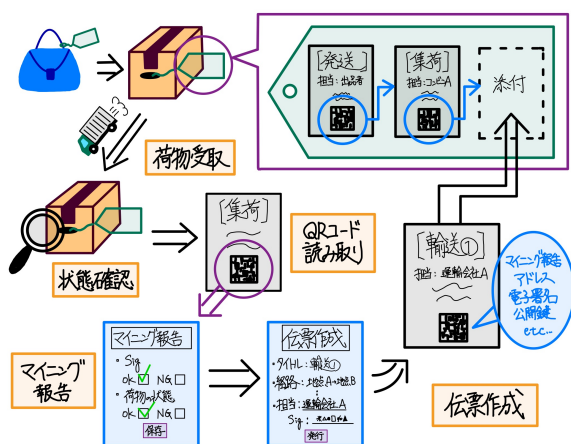 [発送]
担当:出品者
[集荷]
担当:コンビニA
添付
荷物受取
状態確認
[集荷]
QRコード
読み取り
[輸送①]
担当:運輸会社A
マイニング報告
アドレス
電子署名
公開鍵
etc...
マイニング
報告
マイニング報告
・Sig
OK☑ NG□
・荷物の状態
OK☑ NG□
保存
伝票作成
・タイトル:輸送①
・経路:地点A→地点B
・担当:運輸会社A
Sig:
発行
伝票作成